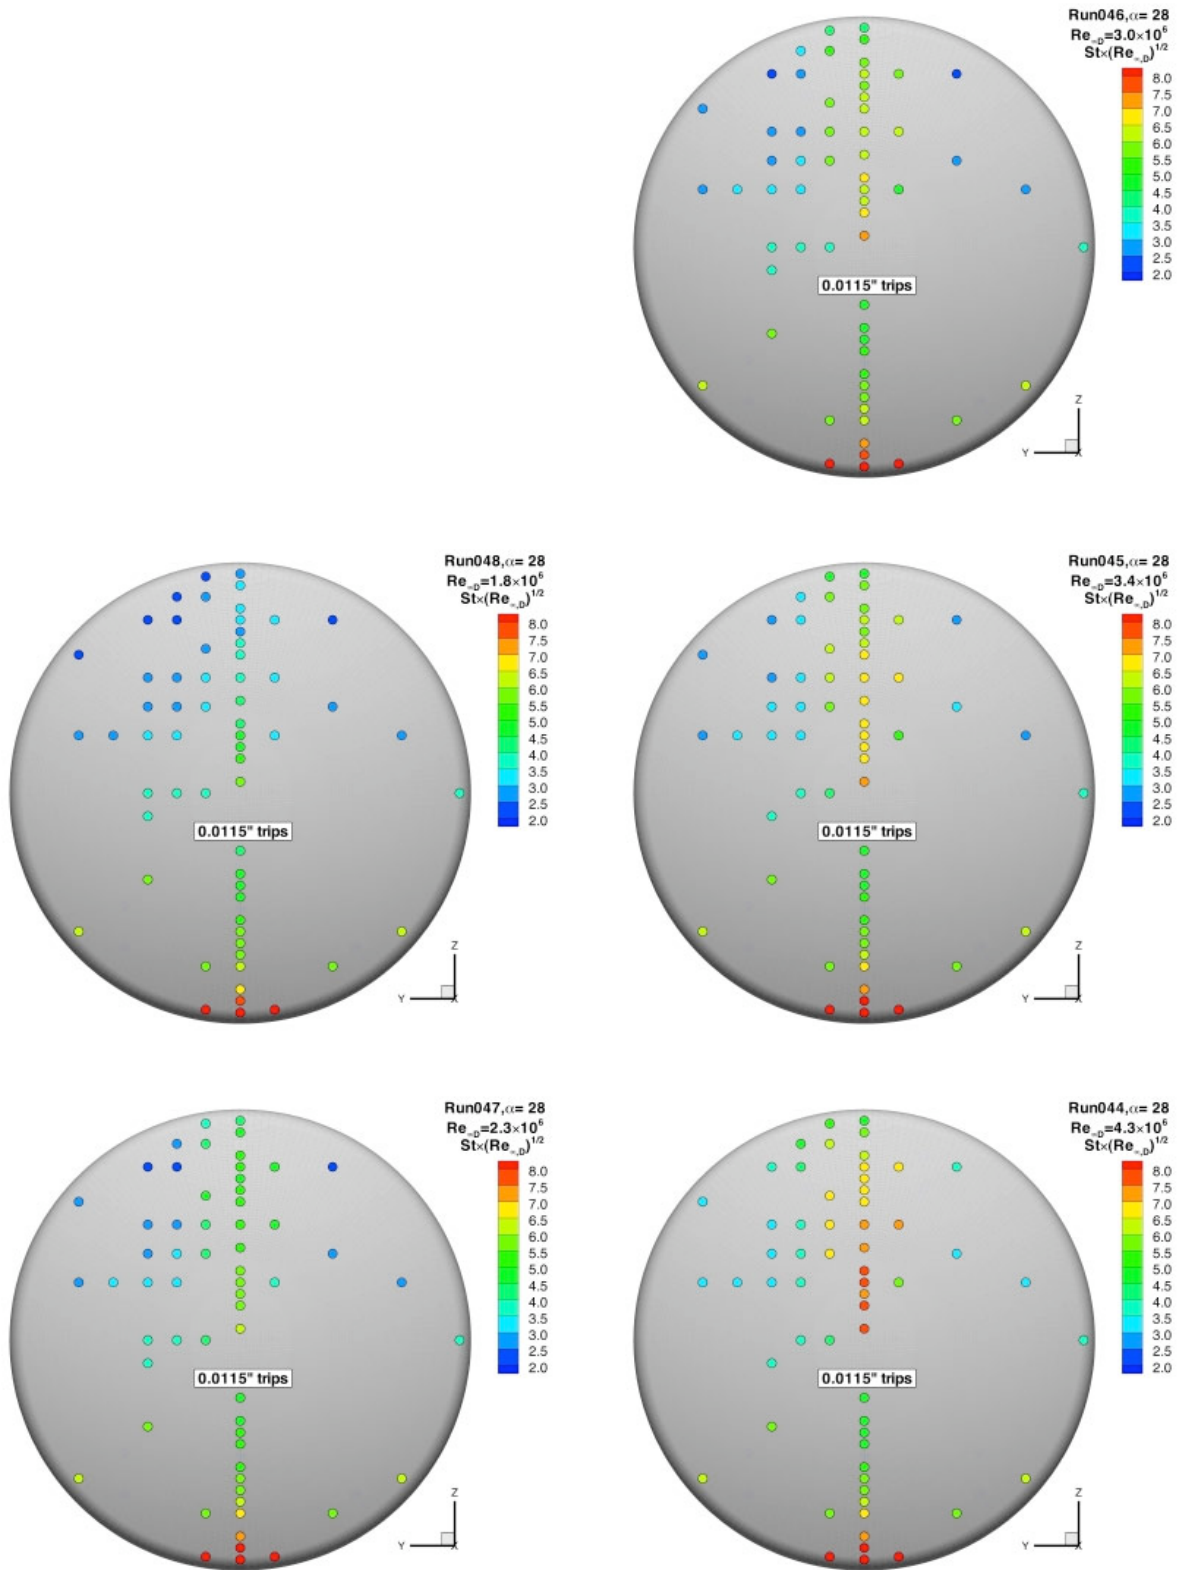 Run046,α= 28
Re∞D=3.0×10⁶
St×(Re∞,D)^1/2
8.0
7.5
7.0
6.5
6.0
5.5
5.0
4.5
4.0
3.5
3.0
2.5
2.0
0.0115" trips
Z
Y
X
Run048,α= 28
Re∞D=1.8×10⁶
St×(Re∞,D)^1/2
8.0
7.5
7.0
6.5
6.0
5.5
5.0
4.5
4.0
3.5
3.0
2.5
2.0
0.0115" trips
Z
Y
X
Run045,α= 28
Re∞D=3.4×10⁶
St×(Re∞,D)^1/2
8.0
7.5
7.0
6.5
6.0
5.5
5.0
4.5
4.0
3.5
3.0
2.5
2.0
0.0115" trips
Z
Y
X
Run047,α= 28
Re∞D=2.3×10⁶
St×(Re∞,D)^1/2
8.0
7.5
7.0
6.5
6.0
5.5
5.0
4.5
4.0
3.5
3.0
2.5
2.0
0.0115" trips
Z
Y
X
Run044,α= 28
Re∞D=4.3×10⁶
St×(Re∞,D)^1/2
8.0
7.5
7.0
6.5
6.0
5.5
5.0
4.5
4.0
3.5
3.0
2.5
2.0
0.0115" trips
Z
Y
X